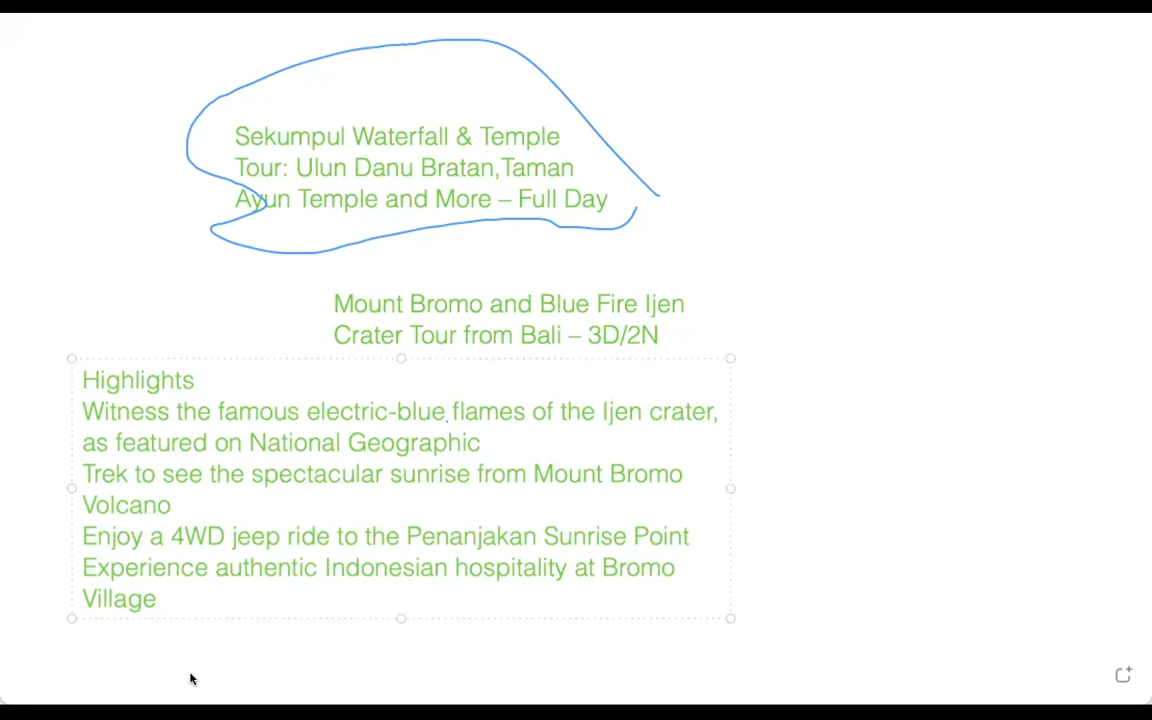 Sekumpul Waterfall & Temple
Tour: Ulun Danu Bratan,Taman
Ayun Temple and More – Full Day
Mount Bromo and Blue Fire Ijen
Crater Tour from Bali – 3D/2N
Highlights
Witness the famous electric-blue flames of the Ijen crater,
as featured on National Geographic
Trek to see the spectacular sunrise from Mount Bromo
Volcano
Enjoy a 4WD jeep ride to the Penanjakan Sunrise Point
Experience authentic Indonesian hospitality at Bromo
Village